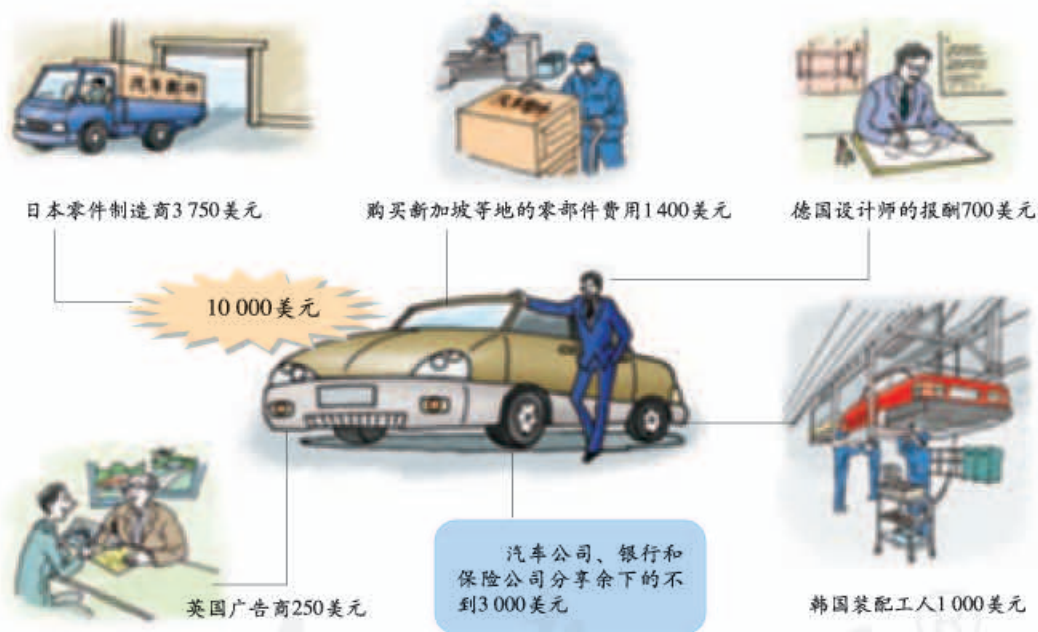 汽车配件
日本零件制造商3 750美元
购买新加坡等地的零部件费用1 400美元
德国设计师的报酬700美元
10 000美元
英国广告商250美元
汽车公司、银行和
保险公司分享余下的不
到3 000美元
韩国装配工人1 000美元